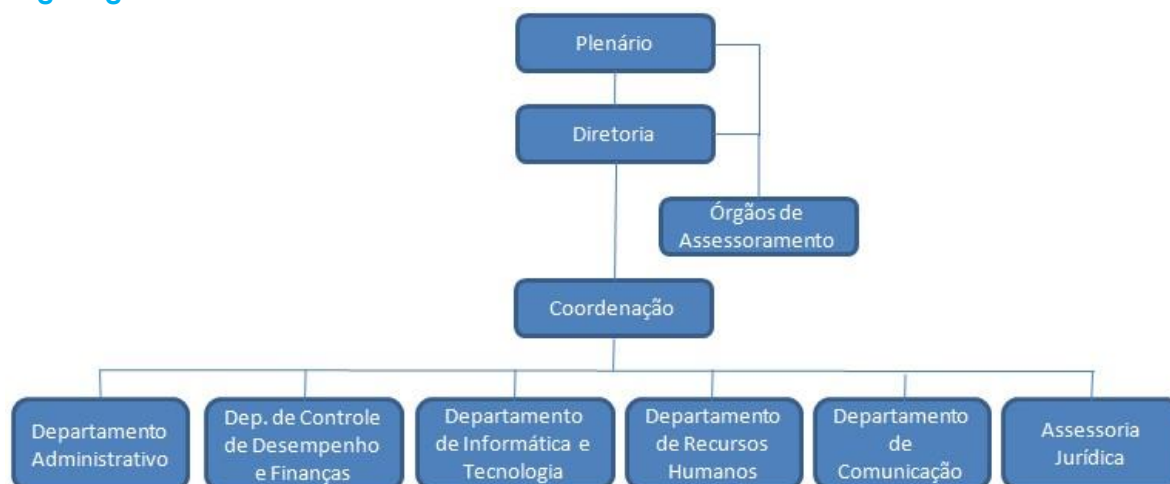 Plenário
Diretoria
Órgãos de
Assessoramento
Coordenação
Departamento
Administrativo
Dep. de Controle
de Desempenho
e Finanças
Departamento
de Informática e
Tecnologia
Departamento
de Recursos
Humanos
Departamento
de
Comunicação
Assessoria
Jurídica